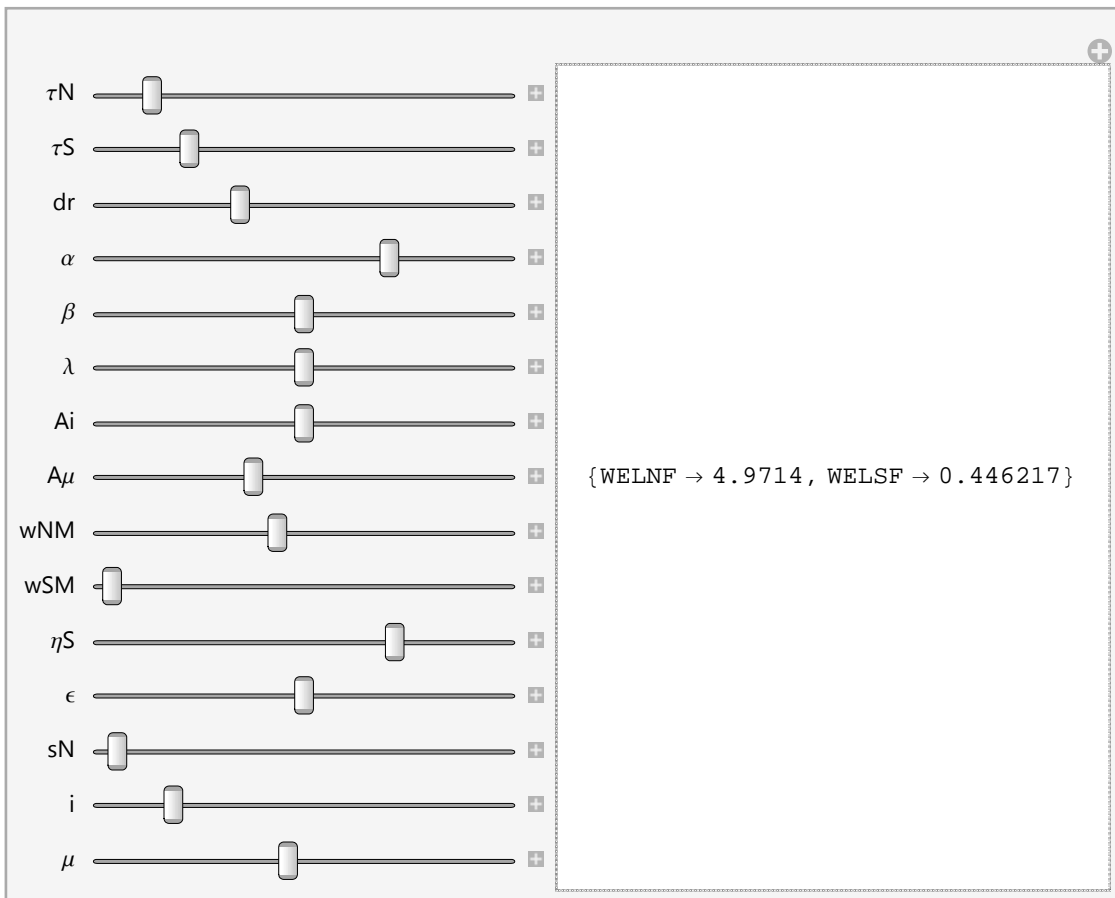 τN
τS
dr
α
β
λ
Ai
Aμ
{WELNF → 4.9714, WELSF → 0.446217}
wNM
wSM
ηS
ϵ
sN
i
μ